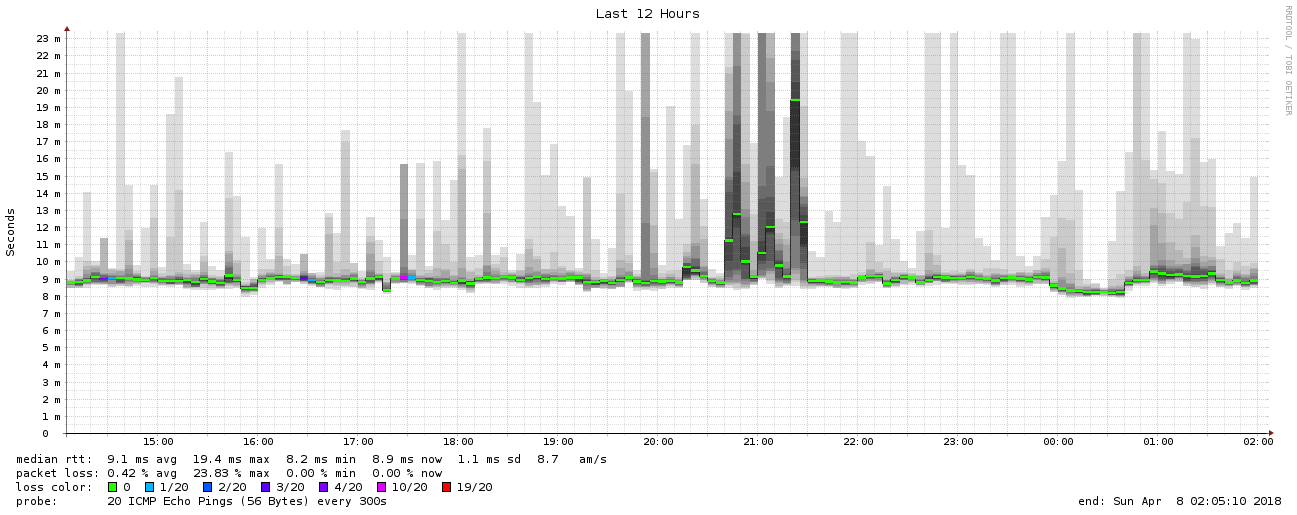 Last 12 Hours
RRDTOOL / TOBI OETIKER
Seconds
23 m
22 m
21 m
20 m
19 m
18 m
17 m
16 m
15 m
14 m
13 m
12 m
11 m
10 m
9 m
8 m
7 m
6 m
5 m
4 m
3 m
2 m
1 m
0
15:00 16:00 17:00 18:00 19:00 20:00 21:00 22:00 23:00 00:00 01:00 02:00
median rtt: 9.1 ms avg 19.4 ms max 8.2 ms min 8.9 ms now 1.1 ms sd 8.7 am/s
packet loss: 0.42 % avg 23.83 % max 0.00 % min 0.00 % now
loss color: 0 1/20 2/20 3/20 4/20 10/20 19/20
probe: 20 ICMP Echo Pings (56 Bytes) every 300s end: Sun Apr 8 02:05:10 2018